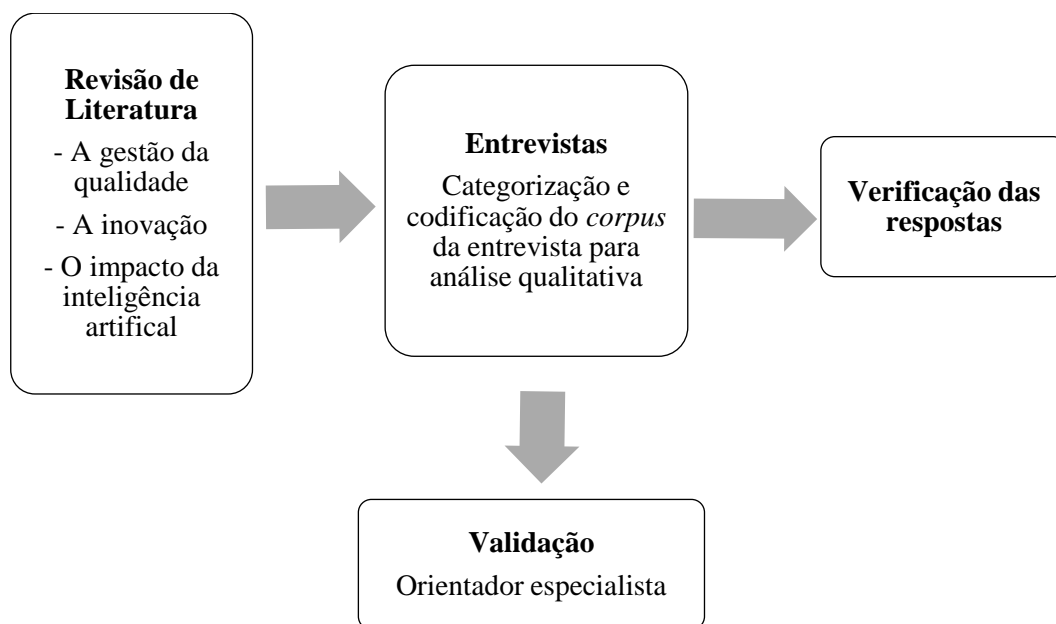 Revisão de
Literatura
- A gestão da
qualidade
- A inovação
- O impacto da
inteligência
artifical
Entrevistas
Categorização e
codificação do corpus
da entrevista para
análise qualitativa
Verificação das
respostas
Validação
Orientador especialista